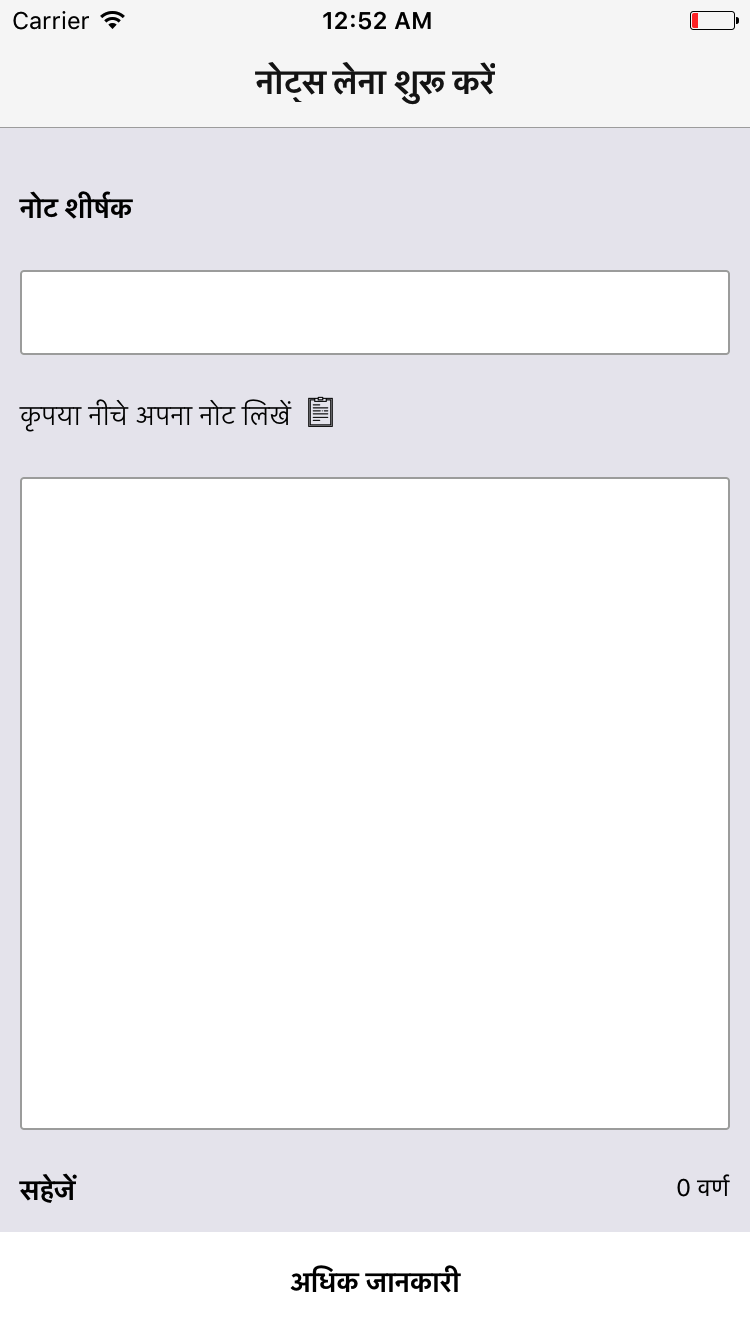 Carrier 12:52 AM
नोट्स लेना शुरू करें
नोट शीर्षक
कृपया नीचे अपना नोट लिखें
सहेजें 0 वर्ण
अधिक जानकारी